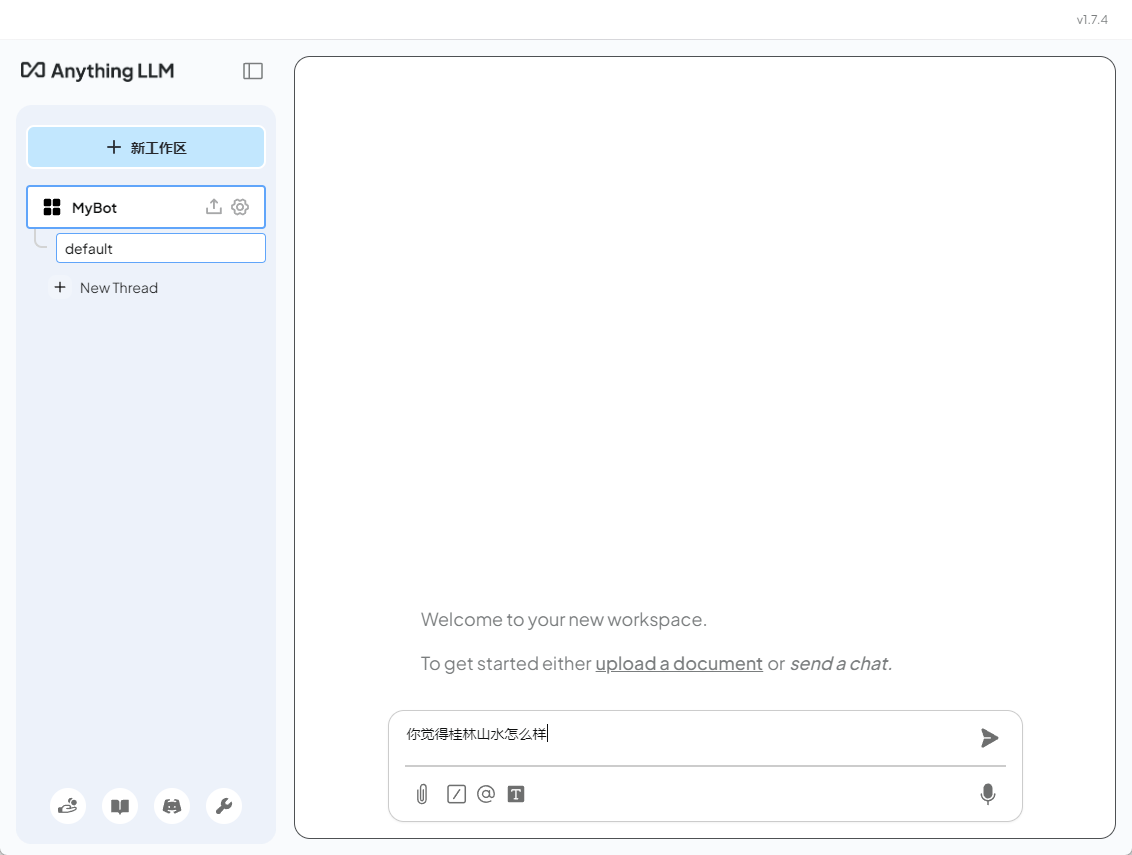 v1.7.4
Anything LLM
新工作区
MyBot
default
New Thread
Welcome to your new workspace.
To get started either upload a document or send a chat.
你觉得桂林山水怎么样